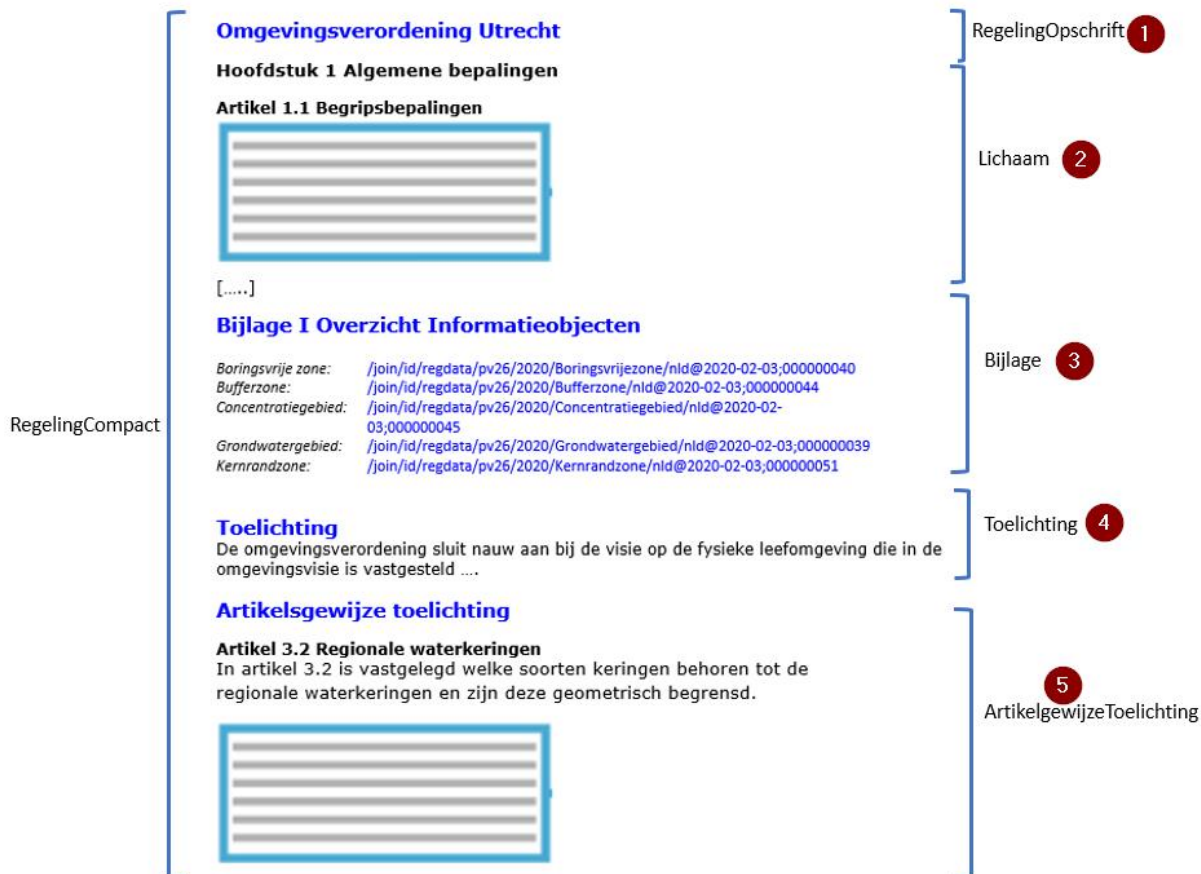 Omgevingsverordening Utrecht
RegelingOpschrift 1
Hoofdstuk 1 Algemene bepalingen
Artikel 1.1 Begripsbepalingen
Lichaam 2
[.....]
Bijlage I Overzicht Informatieobjecten
Bijlage 3
Boringsvrije zone: /join/id/regdata/pv26/2020/Boringsvrijezone/nld@2020-02-03;000000040
Bufferzone: /join/id/regdata/pv26/2020/Bufferzone/nld@2020-02-03;000000044
Concentratiegebied: /join/id/regdata/pv26/2020/Concentratiegebied/nld@2020-02-
03;000000045
RegelingCompact
Grondwatergebied: /join/id/regdata/pv26/2020/Grondwatergebied/nld@2020-02-03;000000039
Kernrandzone: /join/id/regdata/pv26/2020/Kernrandzone/nld@2020-02-03;000000051
Toelichting
Toelichting 4
De omgevingsverordening sluit nauw aan bij de visie op de fysieke leefomgeving die in de
omgevingsvisie is vastgesteld ....
Artikelsgewijze toelichting
Artikel 3.2 Regionale waterkeringen
In artikel 3.2 is vastgelegd welke soorten keringen behoren tot de
regionale waterkeringen en zijn deze geometrisch begrensd.
5
ArtikelgewijzeToelichting